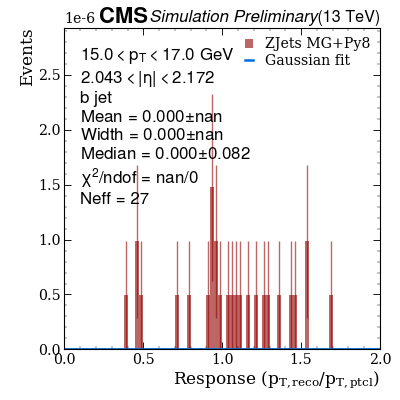 1e-6 CMS Simulation Preliminary (13 TeV)
Events
15.0 < pT < 17.0 GeV
2.043 < |η| < 2.172
b jet
Mean = 0.000±nan
Width = 0.000±nan
Median = 0.000±0.082
χ²/ndof = nan/0
Neff = 27
ZJets MG+Py8
Gaussian fit
2.5
2.0
1.5
1.0
0.5
0.0
0.0 0.5 1.0 1.5 2.0
Response (pT,reco/pT,ptcl)